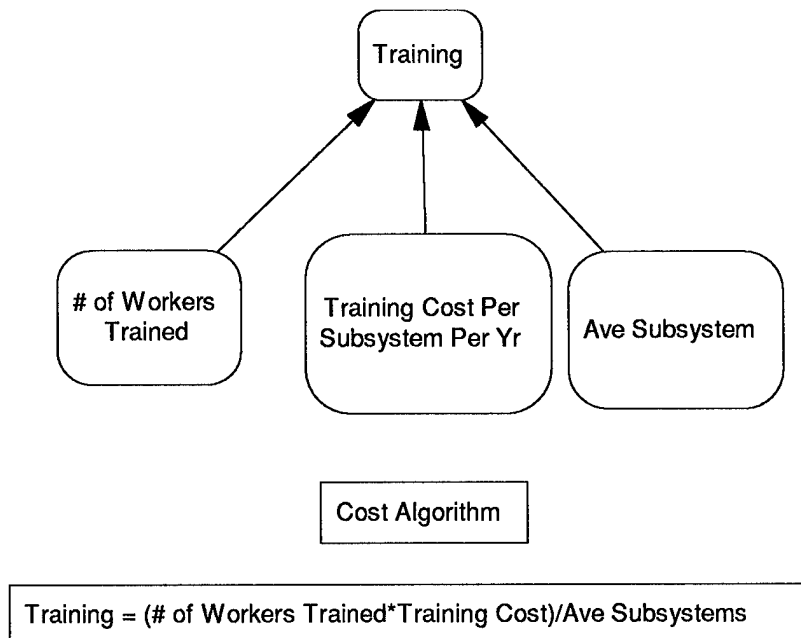 Training
# of Workers
Trained
Training Cost Per
Subsystem Per Yr
Ave Subsystem
Cost Algorithm
Training = (# of Workers Trained*Training Cost)/Ave Subsystems